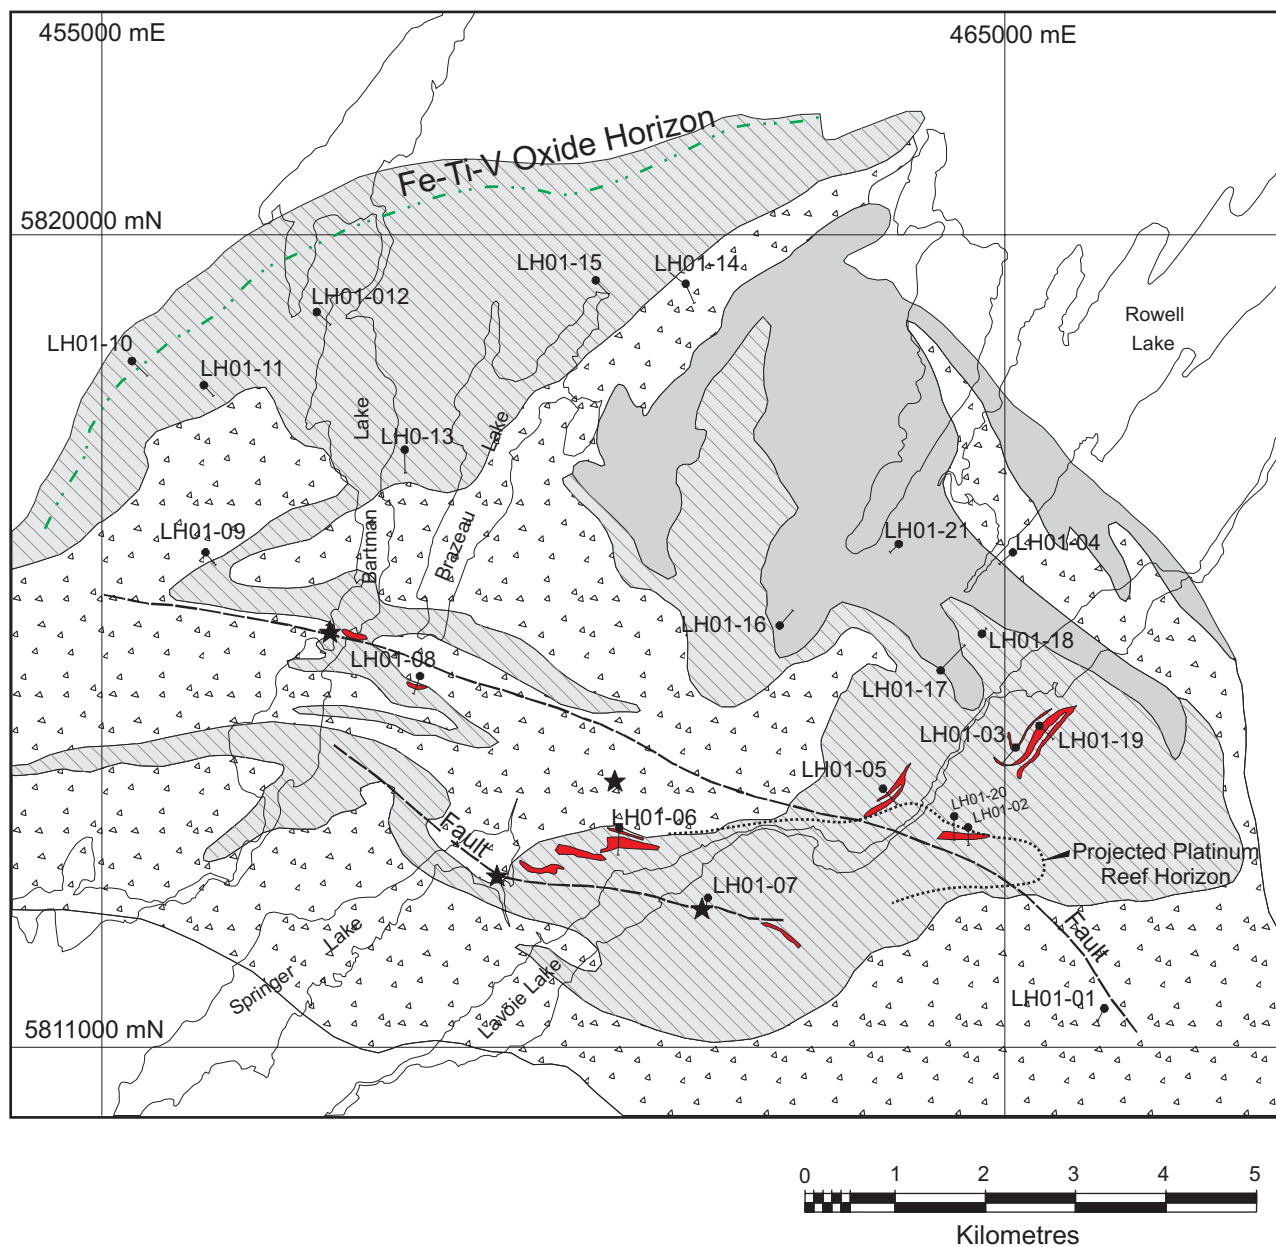 455000 mE
465000 mE
Fe-Ti-V Oxide Horizon
5820000 mN
LH01-15
LH01-14
LH01-012
Rowell
Lake
LH01-10
LH01-11
Lake
LH0-13
Lake
LH01-09
Bartman
Brazeau
LH01-21
LH01-04
LH01-16
LH01-18
LH01-08
LH01-17
LH01-03
LH01-19
LH01-05
LH01-20
LH01-02
LH01-06
Fault
Projected Platinum
Reef Horizon
LH01-07
Fault
Springer
Lake
Lavoie Lake
LH01-01
5811000 mN
0 1 2 3 4 5
Kilometres